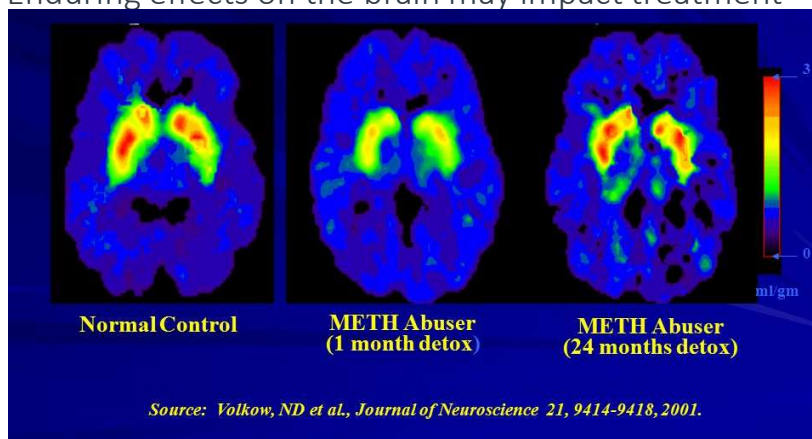 Enduring effects on the brain may impact treatment
3
0
ml/gm
Normal Control
METH Abuser
(1 month detox)
METH Abuser
(24 months detox)
Source: Volkow, ND et al., Journal of Neuroscience 21, 9414-9418, 2001.